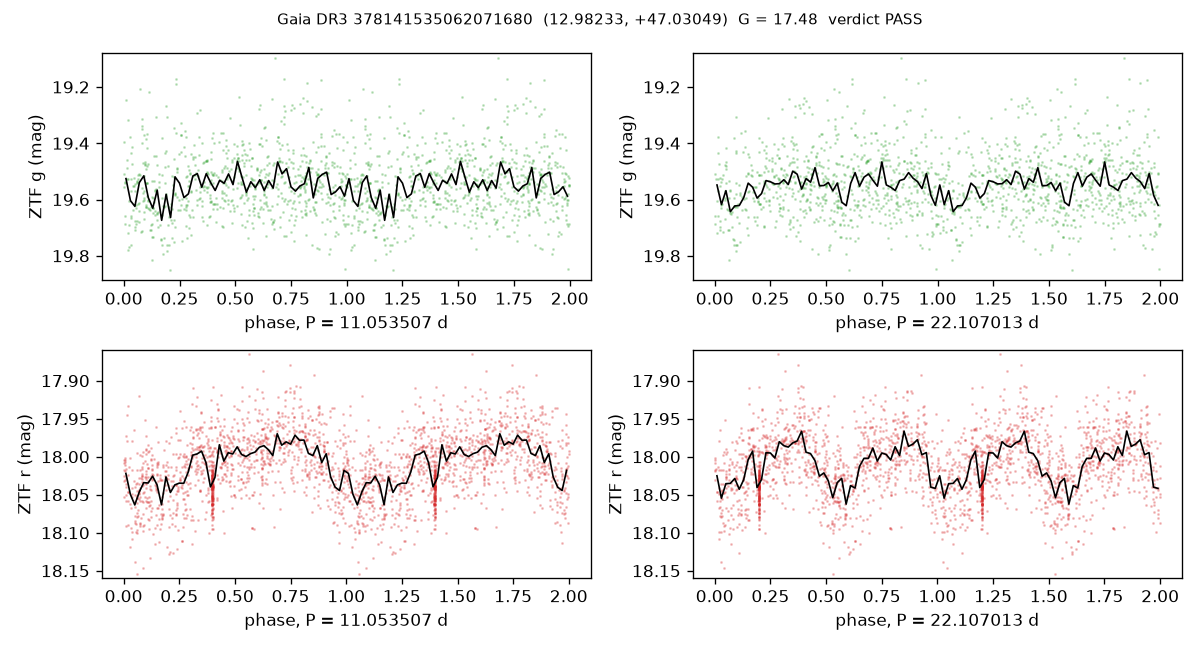 Gaia DR3 378141535062071680 (12.98233, +47.03049) G = 17.48 verdict PASS
ZTF g (mag)
19.2
19.4
19.6
19.8
0.00 0.25 0.50 0.75 1.00 1.25 1.50 1.75 2.00
phase, P = 11.053507 d
ZTF g (mag)
19.2
19.4
19.6
19.8
0.00 0.25 0.50 0.75 1.00 1.25 1.50 1.75 2.00
phase, P = 22.107013 d
ZTF r (mag)
17.90
17.95
18.00
18.05
18.10
18.15
0.00 0.25 0.50 0.75 1.00 1.25 1.50 1.75 2.00
phase, P = 11.053507 d
ZTF r (mag)
17.90
17.95
18.00
18.05
18.10
18.15
0.00 0.25 0.50 0.75 1.00 1.25 1.50 1.75 2.00
phase, P = 22.107013 d